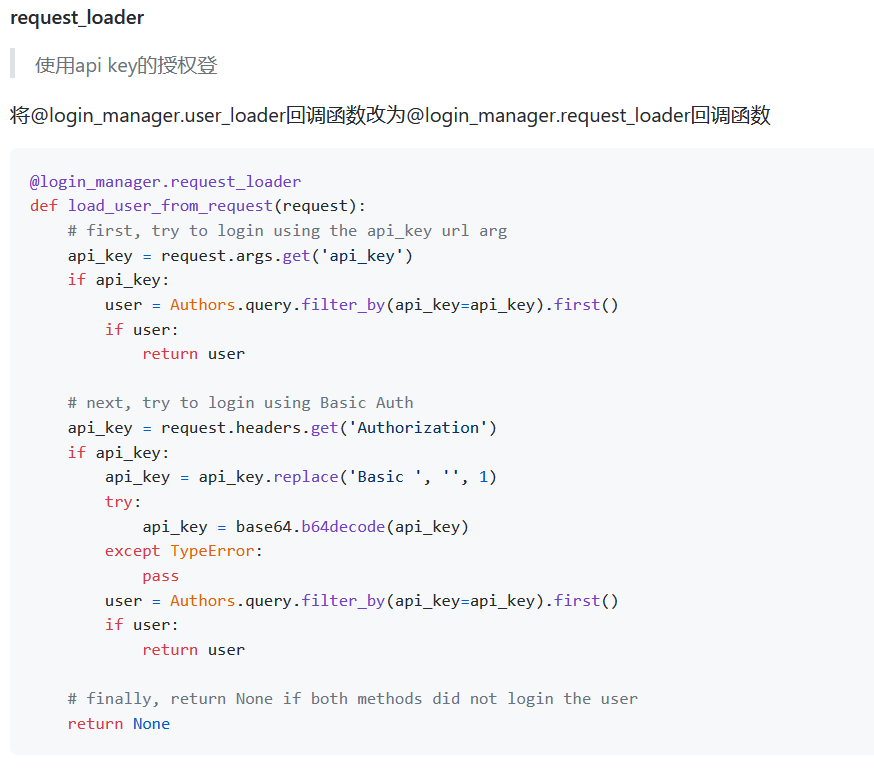 request_loader
使用api key的授权登
将@login_manager.user_loader回调函数改为@login_manager.request_loader回调函数
@login_manager.request_loader
def load_user_from_request(request):
    # first, try to login using the api_key url arg
    api_key = request.args.get('api_key')
    if api_key:
        user = Authors.query.filter_by(api_key=api_key).first()
        if user:
            return user

    # next, try to login using Basic Auth
    api_key = request.headers.get('Authorization')
    if api_key:
        api_key = api_key.replace('Basic ', '', 1)
        try:
            api_key = base64.b64decode(api_key)
        except TypeError:
            pass
        user = Authors.query.filter_by(api_key=api_key).first()
        if user:
            return user

    # finally, return None if both methods did not login the user
    return None